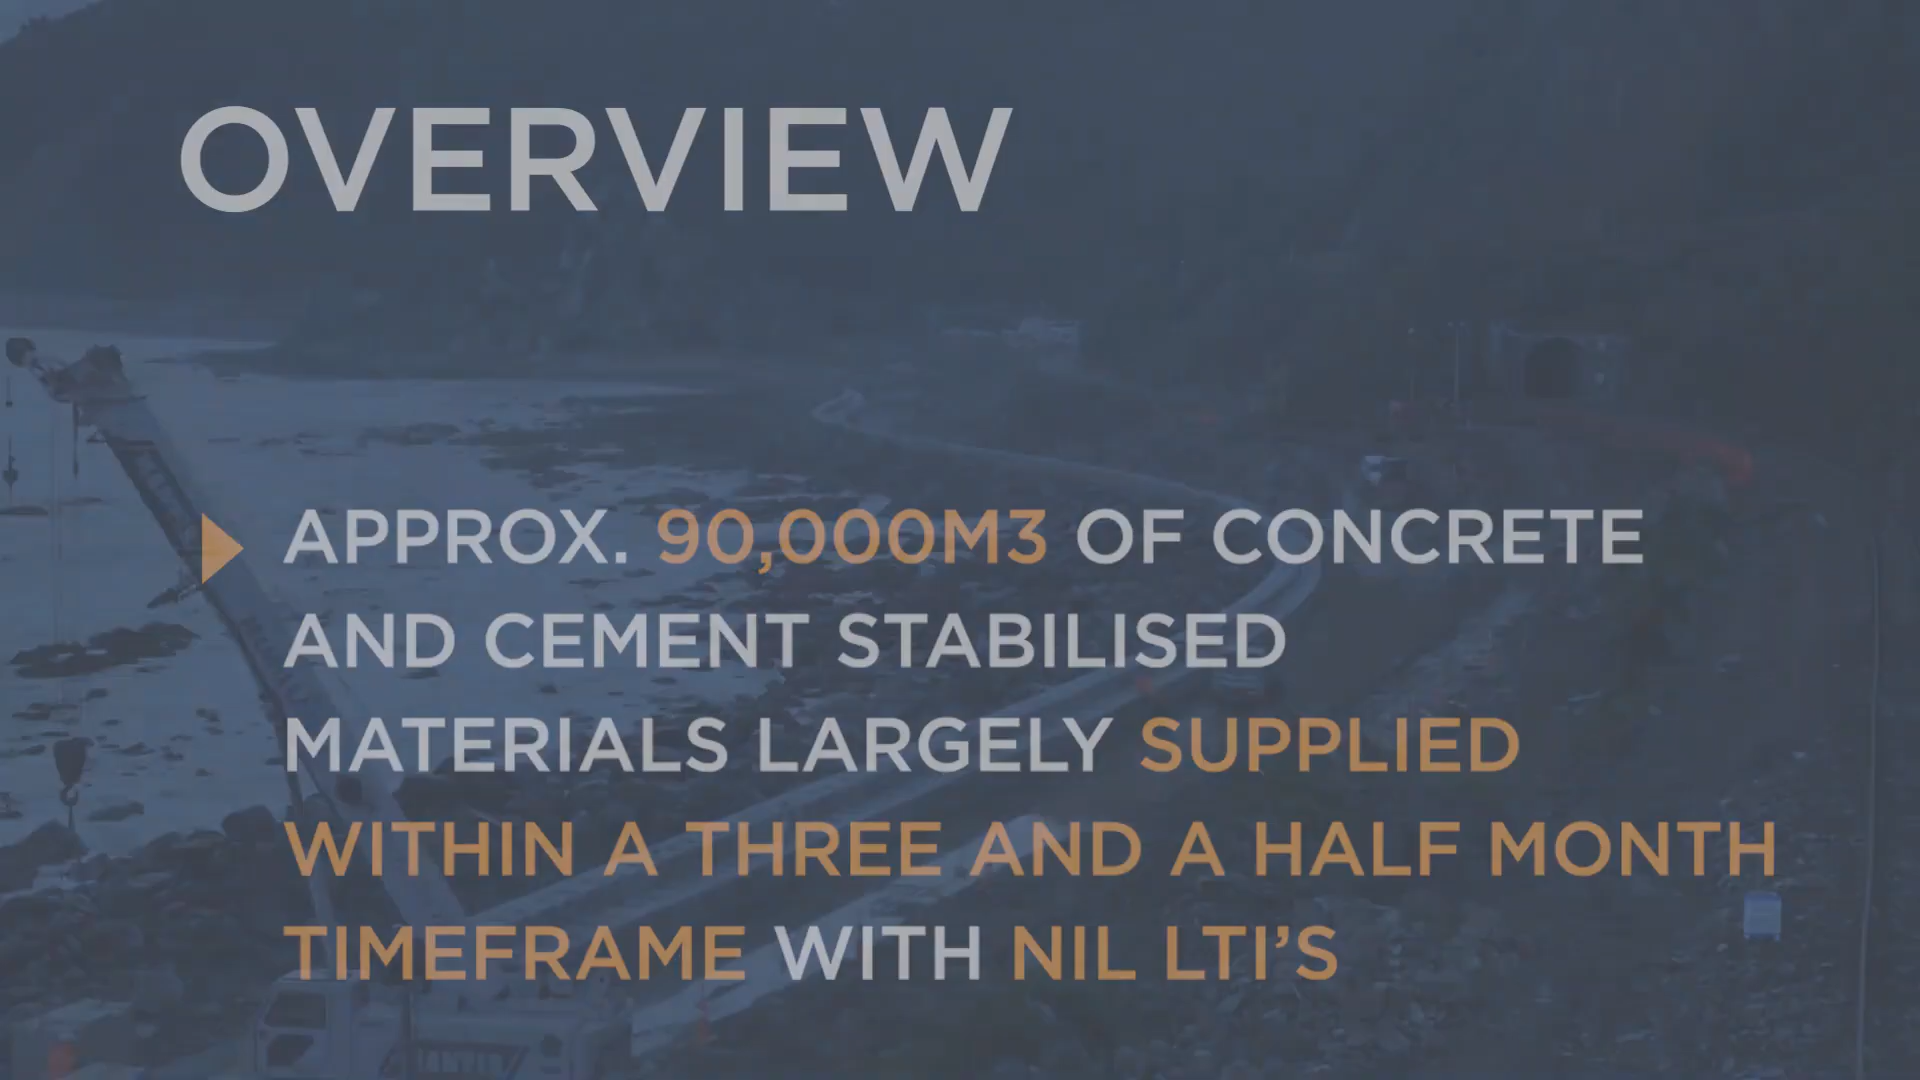 OVERVIEW
APPROX. 90,000M3 OF CONCRETE
AND CEMENT STABILISED
MATERIALS LARGELY SUPPLIED
WITHIN A THREE AND A HALF MONTH
TIMEFRAME WITH NIL LTI’S